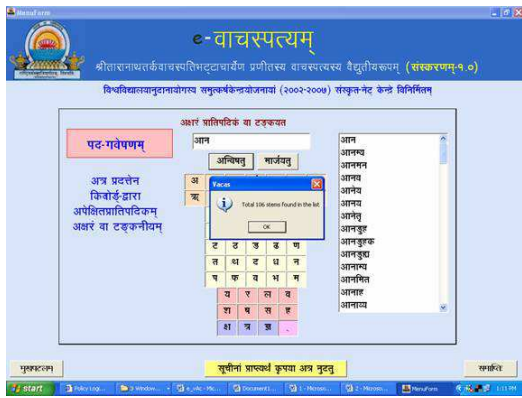 MenuForm
e-वाचस्पत्यम्
श्रीतारानाथतर्कवाचस्पतिभट्टाचार्येण प्रणीतस्य वाचस्पत्यस्य वैद्युतीयरूपम् (संस्करणम्-१.०)
विश्वविद्यालयानुदानायोगस्य समुत्कर्षकेन्द्रयोजनायां (२००२-२००७) संस्कृत-नेट केन्द्रे विनिर्मितम्
अक्षरं प्रातिपदिकं वा टङ्कयत
पद-गवेषणम्
आन
अन्विषतु
मार्जयतु
अत्र प्रदत्तेन
किबोर्ड्-द्वारा
अपेक्षितप्रातिपदिकम्
अक्षरं वा टङ्कनीयम्
अ
ऋ
Vacas
Total 106 stems found in the list
OK
ट ठ ड ढ ण
त थ द ध न
प फ ब भ म
य र ल व
श ष स ह
क्ष त्र ज्ञ .
आन
आनम्य
आनमन
आनय
आनेय
आनय
आनेतृ
आनडुह
आनडुहक
आनडुह्य
आनाम्य
आनमित
आनाह
आनाय्य
मुखपटलम्
सूचीनां प्राप्त्यर्थं कृपया अत्र नुदतु
समाप्तिः
start
Document1...
MenuForm
1:11 PM